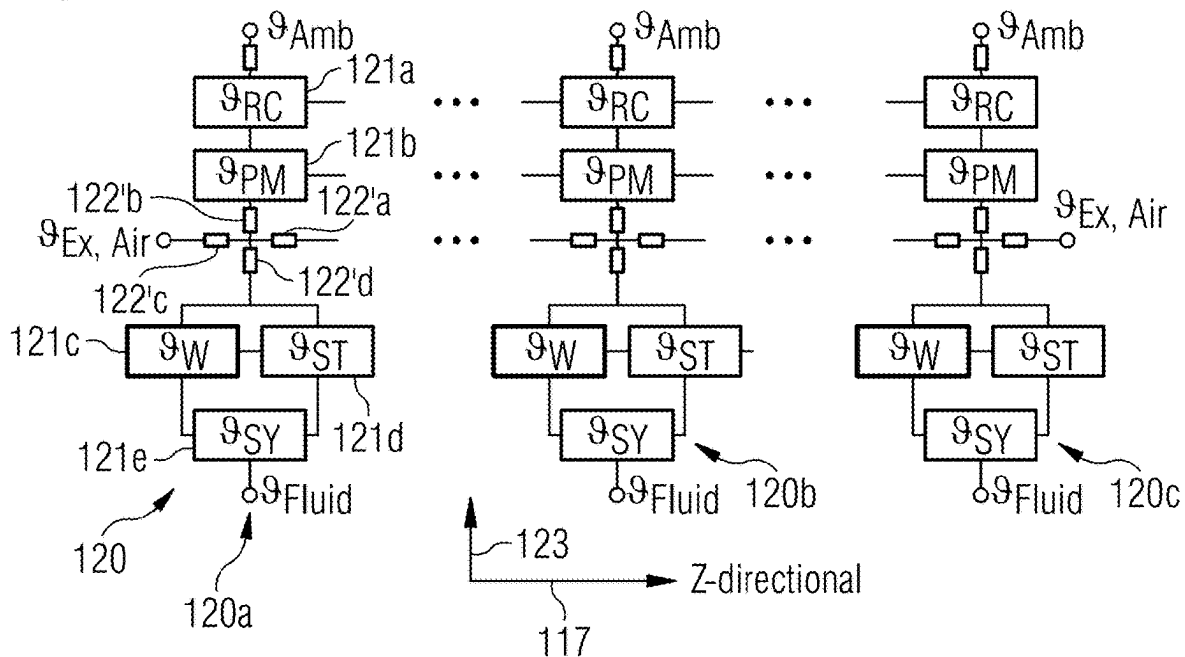 ϑAmb ϑAmb ϑAmb
121a
ϑRC ... ϑRC ... ϑRC
121b
ϑPM ... ϑPM ... ϑPM
122'b 122'a
ϑEx, Air ... ... ϑEx, Air
122'c 122'd
121c ϑW ϑST ϑW ϑST ϑW ϑST
121e ϑSY 121d ϑSY ϑSY
ϑFluid ϑFluid 120b ϑFluid 120c
120 120a
123
Z-directional
117